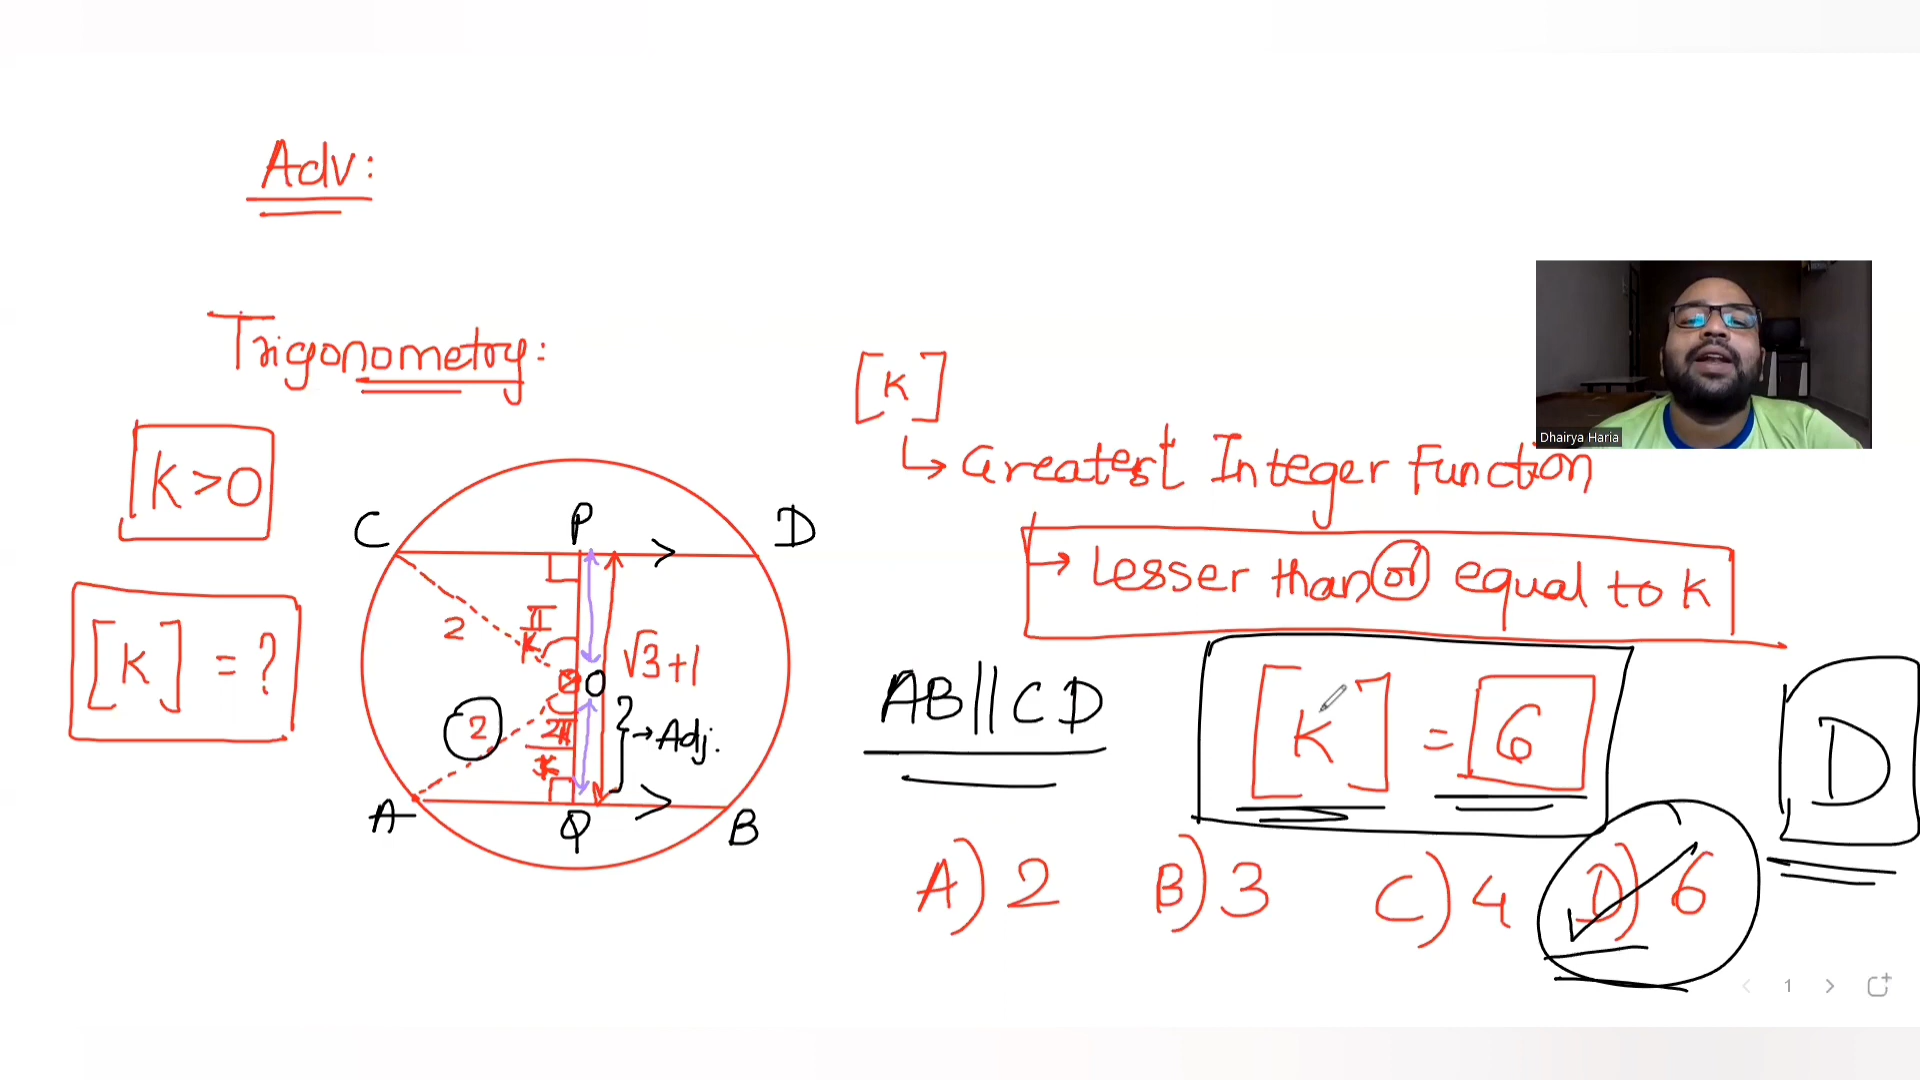 Adv:
Trigonometry:
K>0
[K] = ?
C
P
D
π/K
2
O
√3+1
2
2π/K
}→Adj.
A
Q
B
[K]
↳ Greatest Integer Function
→ Lesser than or equal to K
AB||CD
[K] = 6
D
A) 2 B) 3 C) 4 D) 6
Dhairya Haria
1